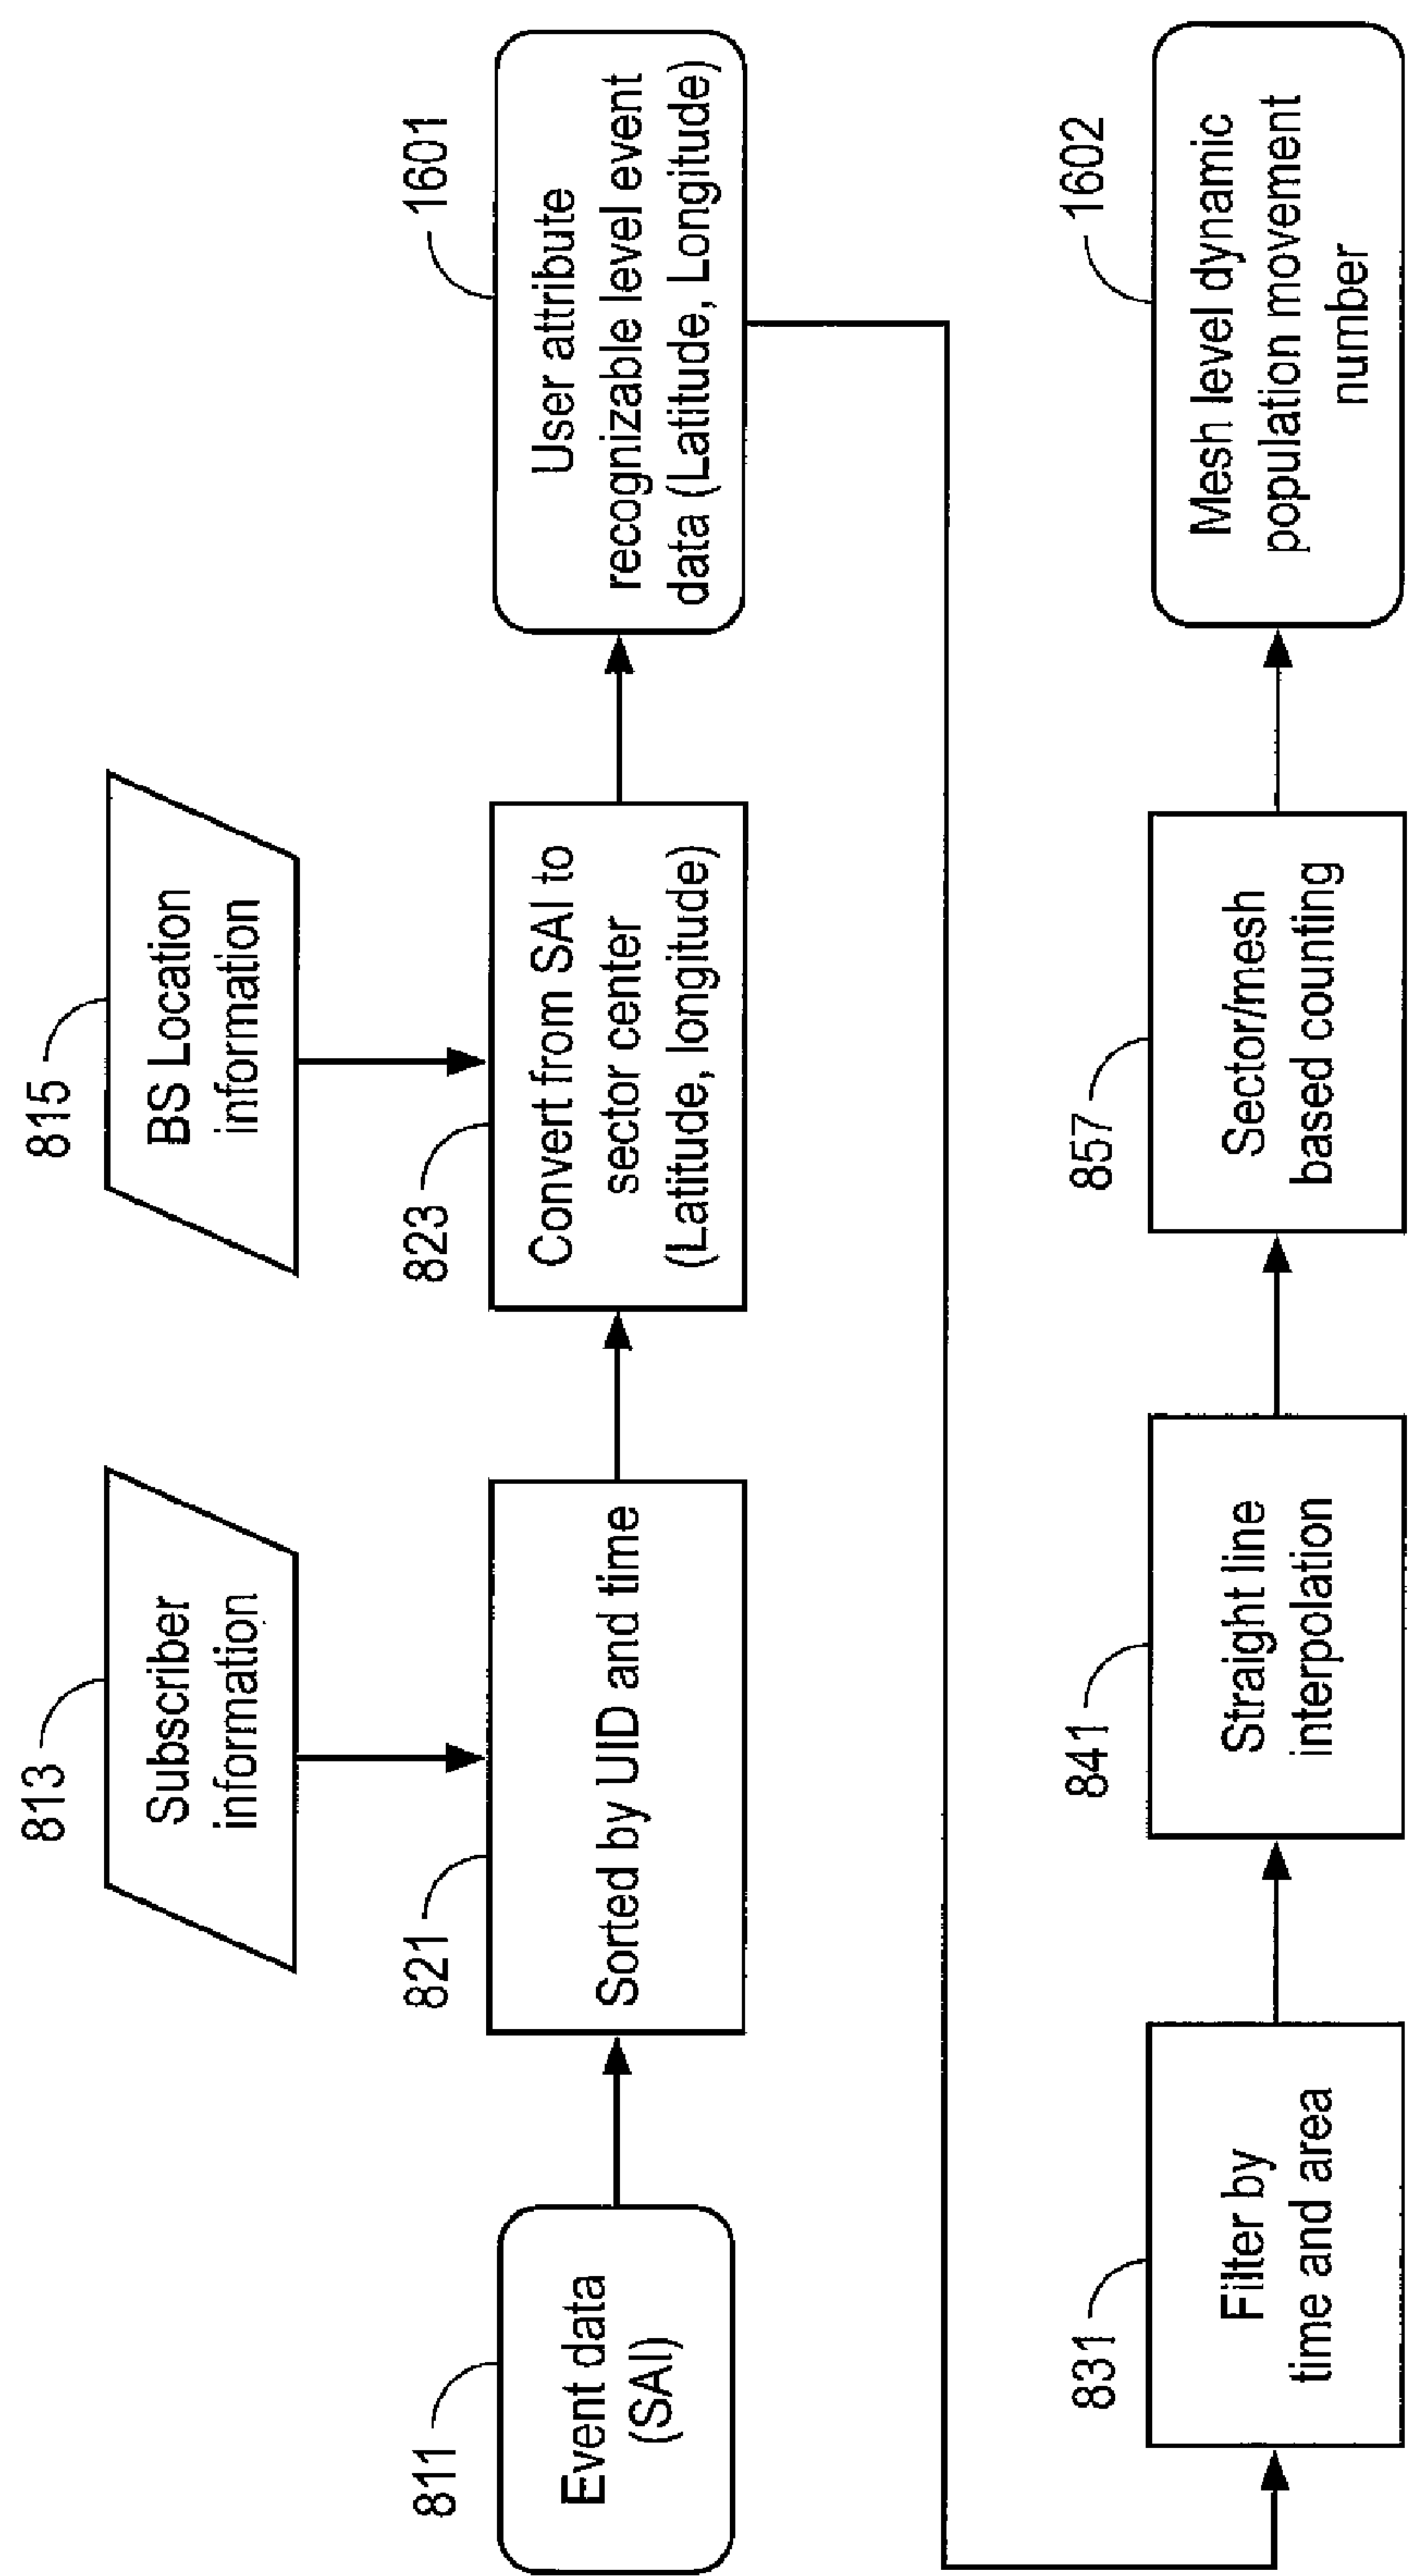 813
Subscriber
information
815
BS Location
information
811
Event data
(SAI)
821
Sorted by UID and time
823
Convert from SAI to
sector center
(Latitude, longitude)
1601
User attribute
recognizable level event
data (Latitude, Longitude)
831
Filter by
time and area
841
Straight line
interpolation
857
Sector/mesh
based counting
1602
Mesh level dynamic
population movement
number